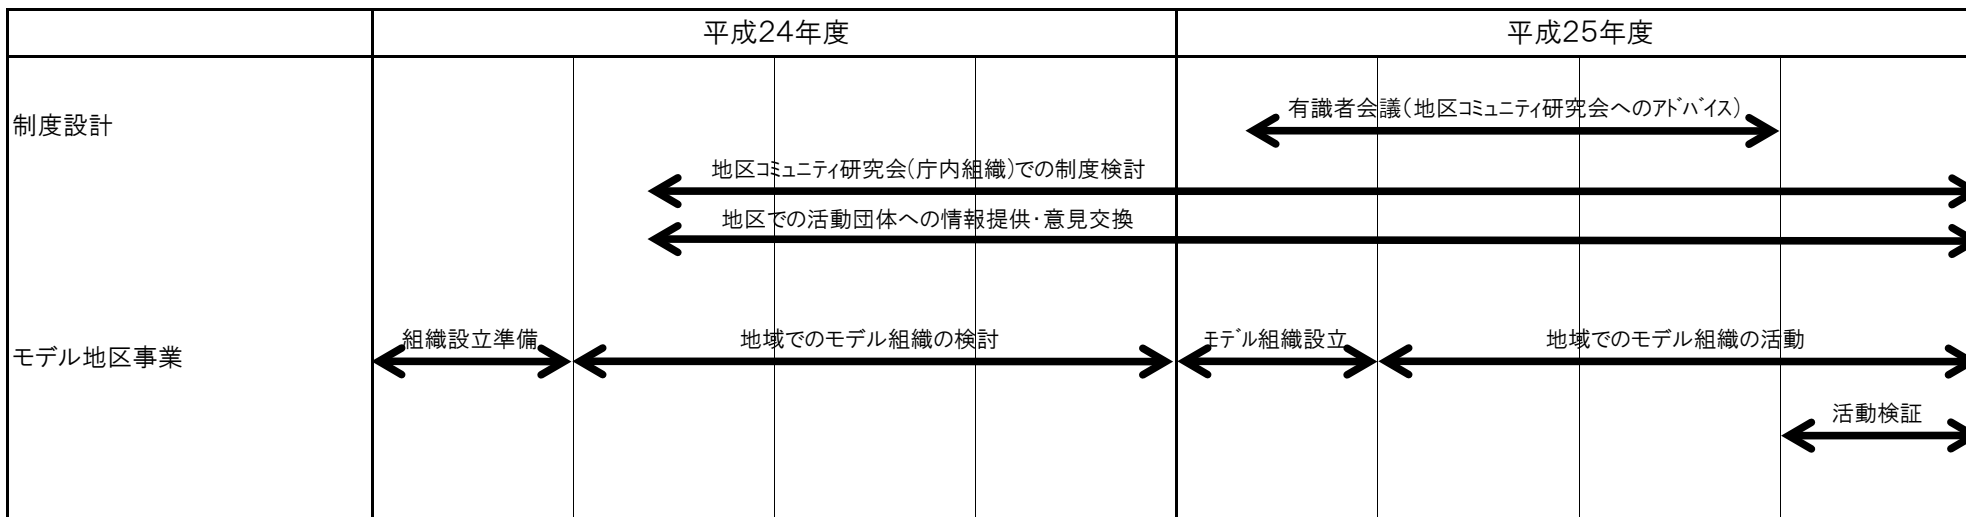 平成24年度
平成25年度
制度設計
有識者会議(地区ｺﾐｭﾆﾃｨ研究会へのｱﾄﾞﾊﾞｲｽ)
地区ｺﾐｭﾆﾃｨ研究会(庁内組織)での制度検討
地区での活動団体への情報提供･意見交換
モデル地区事業
組織設立準備
地域でのモデル組織の検討
ﾓﾃﾞﾙ組織設立
地域でのモデル組織の活動
活動検証